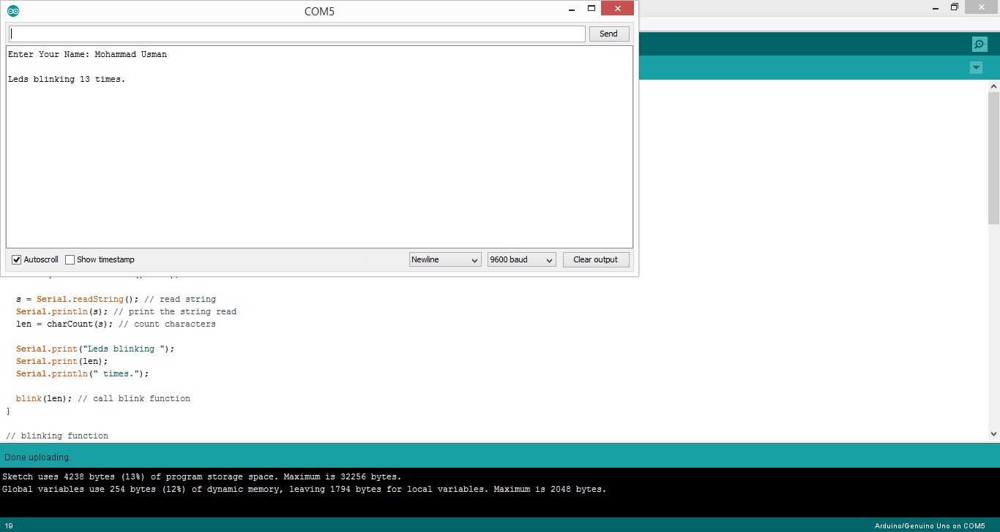 COM5
Send
Enter Your Name: Mohammad Usman
Leds blinking 13 times.
Autoscroll
Show timestamp
Newline
9600 baud
Clear output
s = Serial.readString(); // read string
Serial.println(s); // print the string read
len = charCount(s); // count characters
Serial.print("Leds blinking ");
Serial.print(len);
Serial.println(" times.");
blink(len); // call blink function
}
// blinking function
Done uploading.
Sketch uses 4238 bytes (13%) of program storage space. Maximum is 32256 bytes.
Global variables use 254 bytes (12%) of dynamic memory, leaving 1794 bytes for local variables. Maximum is 2048 bytes.
19
Arduino/Genuino Uno on COM5